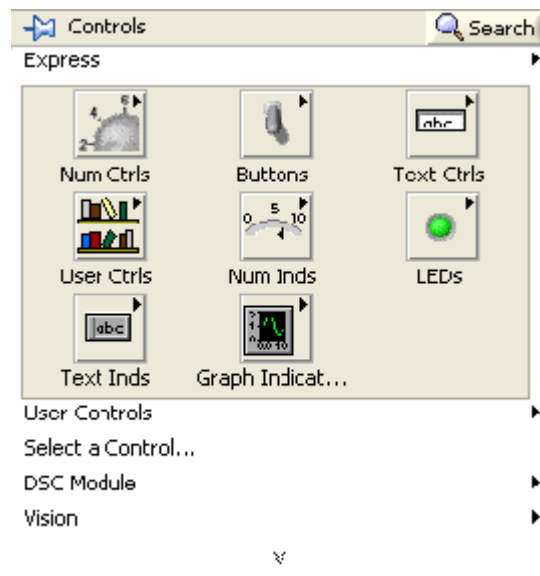 Controls Search
Express
Num Ctrls Buttons Text Ctrls
User Ctrls Num Inds LEDs
Text Inds Graph Indicat...
User Controls
Select a Control...
DSC Module
Vision